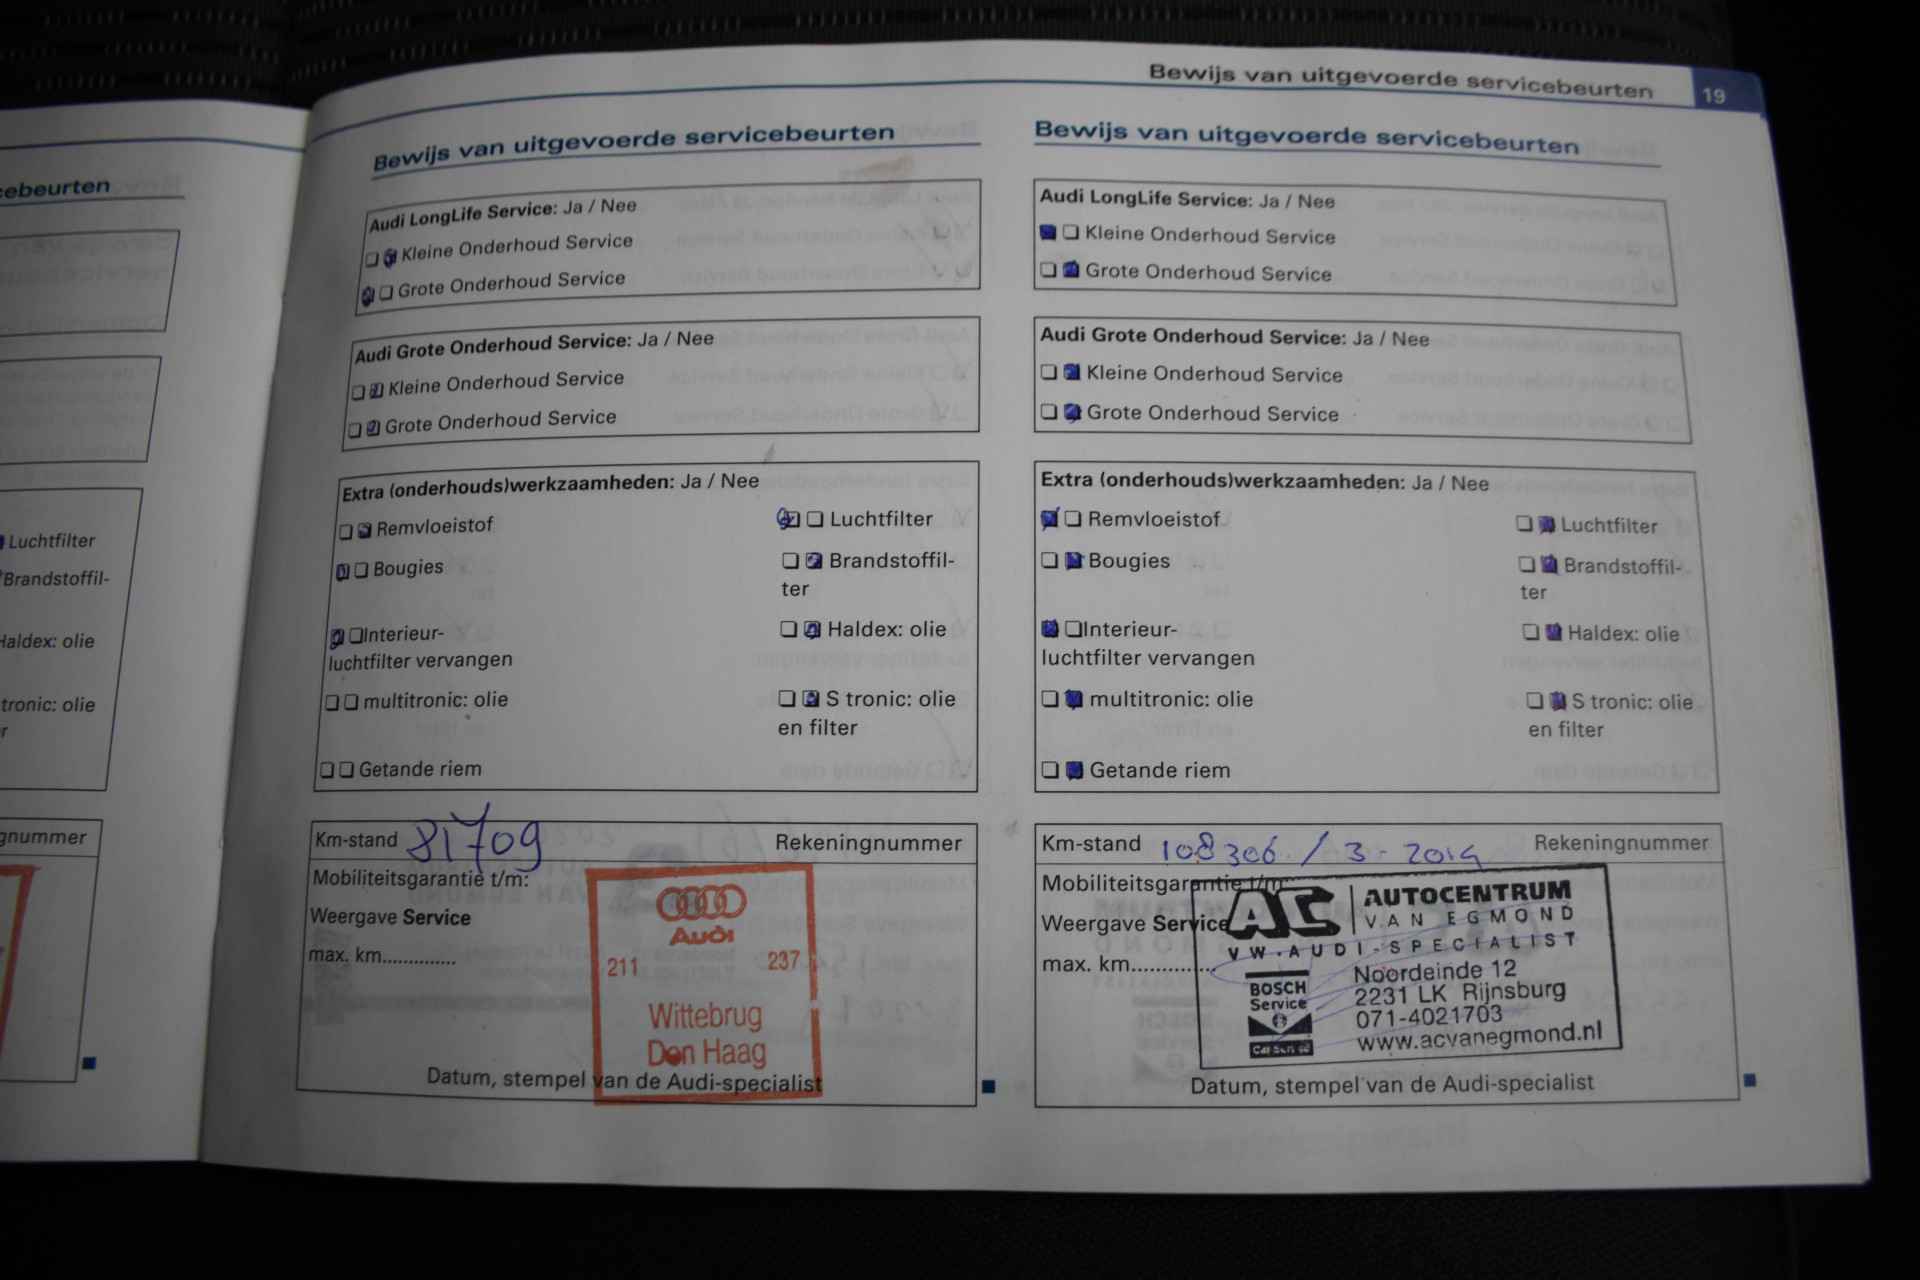 Bewijs van uitgevoerde servicebeurten 19
cebeurten
Luchtfilter
Brandstoffil-
Haldex: olie
tronic: olie
r
gnummer
Bewijs van uitgevoerde servicebeurten
Audi LongLife Service: Ja / Nee
Kleine Onderhoud Service
Grote Onderhoud Service
Audi Grote Onderhoud Service: Ja / Nee
Kleine Onderhoud Service
Grote Onderhoud Service
Extra (onderhouds)werkzaamheden: Ja / Nee
Remvloeistof
Luchtfilter
Bougies
Brandstoffil-
ter
Interieur-
luchtfilter vervangen
Haldex: olie
multitronic: olie
S tronic: olie
en filter
Getande riem
Km-stand 81709 Rekeningnummer
Mobiliteitsgarantie t/m:
Weergave Service
max. km..............
Audi
211 237
Wittebrug
Den Haag
Datum, stempel van de Audi-specialist
Bewijs van uitgevoerde servicebeurten
Audi LongLife Service: Ja / Nee
Kleine Onderhoud Service
Grote Onderhoud Service
Audi Grote Onderhoud Service: Ja / Nee
Kleine Onderhoud Service
Grote Onderhoud Service
Extra (onderhouds)werkzaamheden: Ja / Nee
Remvloeistof
Luchtfilter
Bougies
Brandstoffil-
ter
Interieur-
luchtfilter vervangen
Haldex: olie
multitronic: olie
S tronic: olie
en filter
Getande riem
Km-stand 108306 / 3-2014 Rekeningnummer
Mobiliteitsgarantie t/m:
Weergave Service
max. km..............
AC AUTOCENTRUM
VAN EGMOND
VW-AUDI-SPECIALIST
BOSCH
Service
Car Service
Noordeinde 12
2231 LK Rijnsburg
071-4021703
www.acvanegmond.nl
Datum, stempel van de Audi-specialist